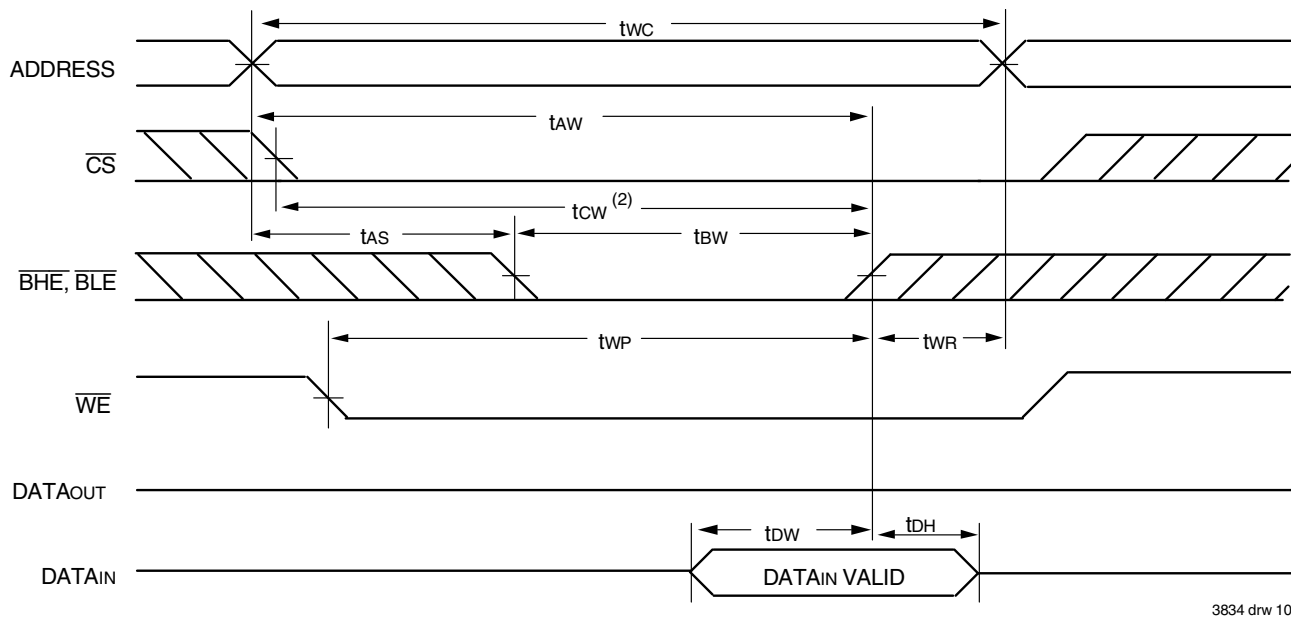 tWC
ADDRESS
tAW
CS
tCW (2)
tAS
tBW
BHE, BLE
tWP
tWR
WE
DATAOUT
tDW
tDH
DATAIN
DATAIN VALID
3834 drw 10